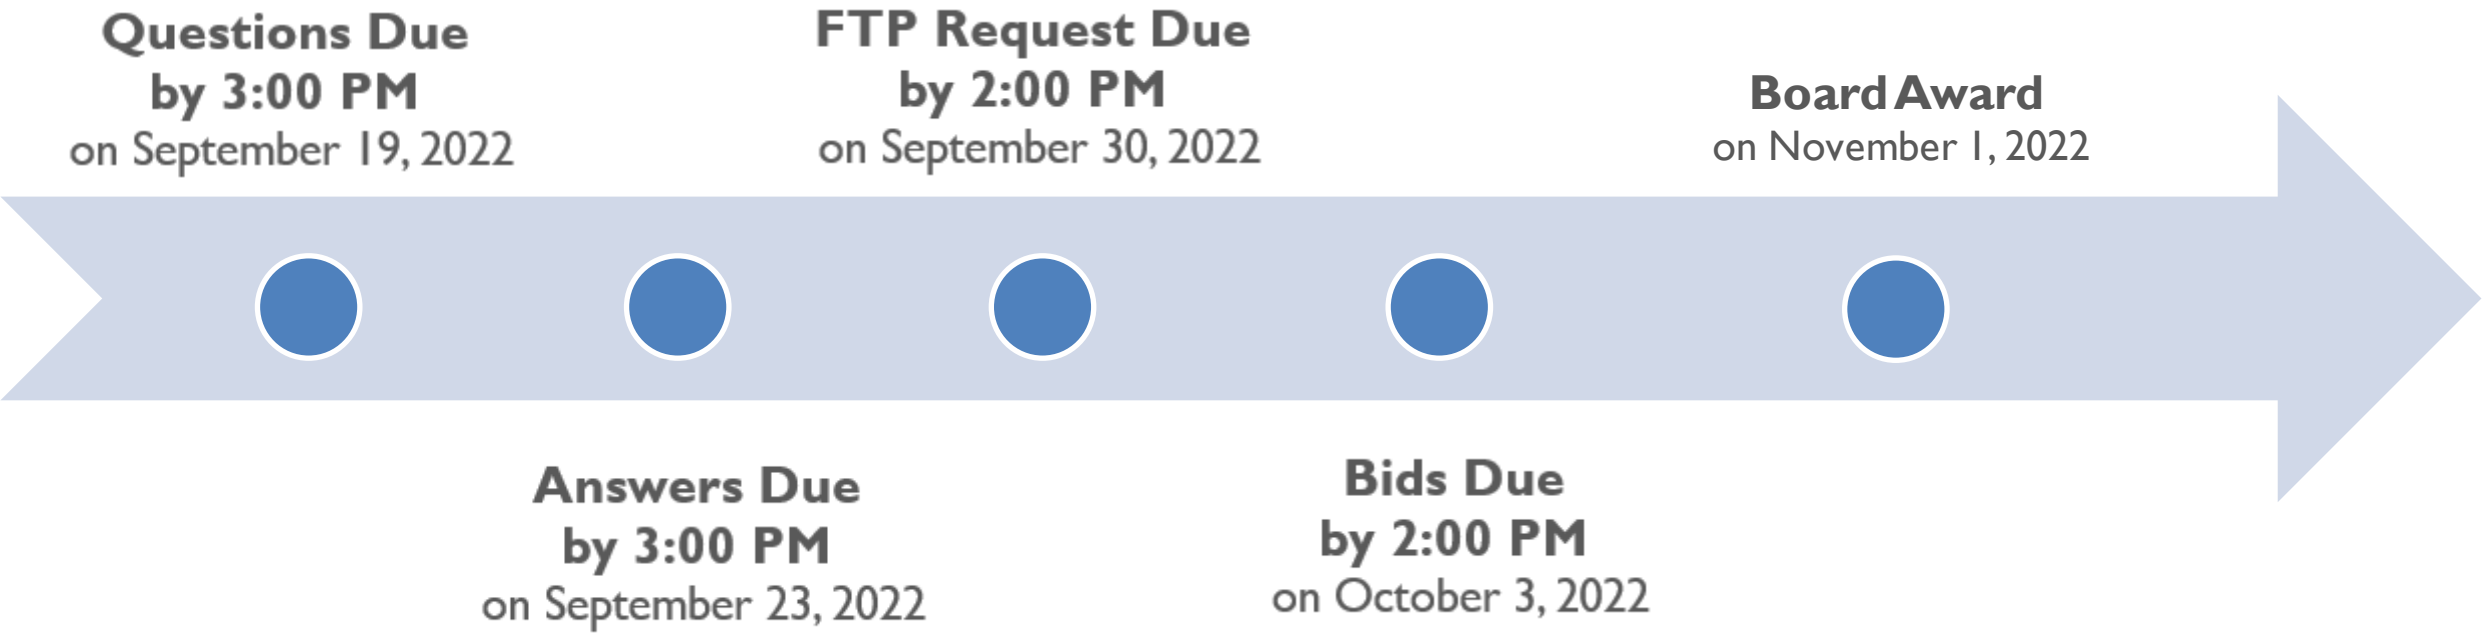 Questions Due
by 3:00 PM
on September 19, 2022
Answers Due
by 3:00 PM
on September 23, 2022
FTP Request Due
by 2:00 PM
on September 30, 2022
Bids Due
by 2:00 PM
on October 3, 2022
Board Award
on November 1, 2022